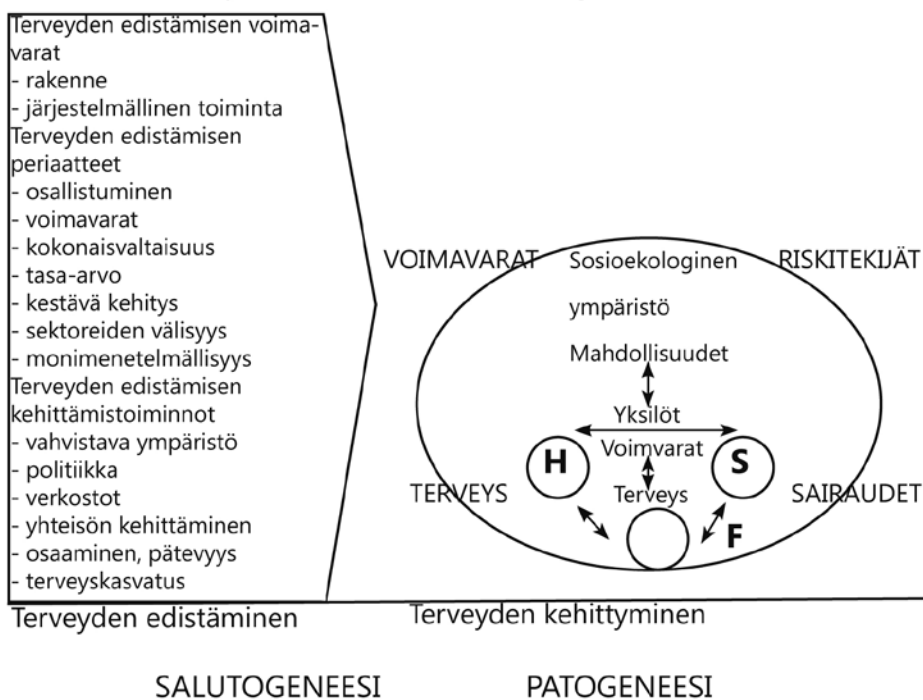 Terveyden edistämisen voima-
varat
- rakenne
- järjestelmällinen toiminta
Terveyden edistämisen
periaatteet
- osallistuminen
- voimavarat
- kokonaisvaltaisuus
- tasa-arvo
- kestävä kehitys
- sektoreiden välisyys
- monimenetelmällisyys
Terveyden edistämisen
kehittämistoiminnot
- vahvistava ympäristö
- politiikka
- verkostot
- yhteisön kehittäminen
- osaaminen, pätevyys
- terveyskasvatus
Terveyden edistäminen
VOIMAVARAT
Sosioekologinen
ympäristö
RISKITEKIJÄT
Mahdollisuudet
Yksilöt
Voimvarat
H
S
TERVEYS
Terveys
SAIRAUDET
F
Terveyden kehittyminen
SALUTOGENEESI
PATOGENEESI